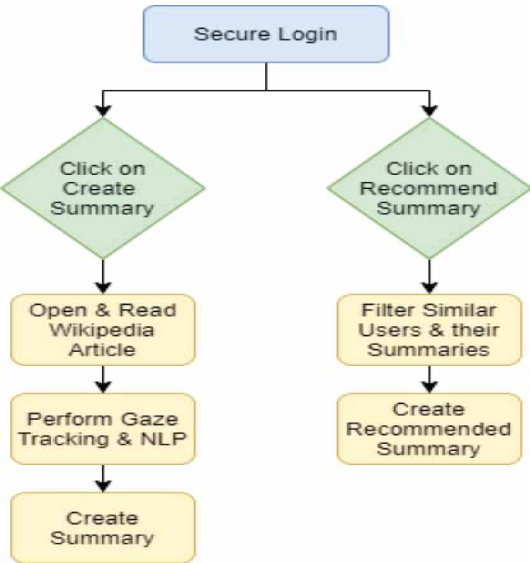 Secure Login
Click on
Create
Summary
Open & Read
Wikipedia
Article
Perform Gaze
Tracking & NLP
Create
Summary
Click on
Recommend
Summary
Filter Similar
Users & their
Summaries
Create
Recommended
Summary